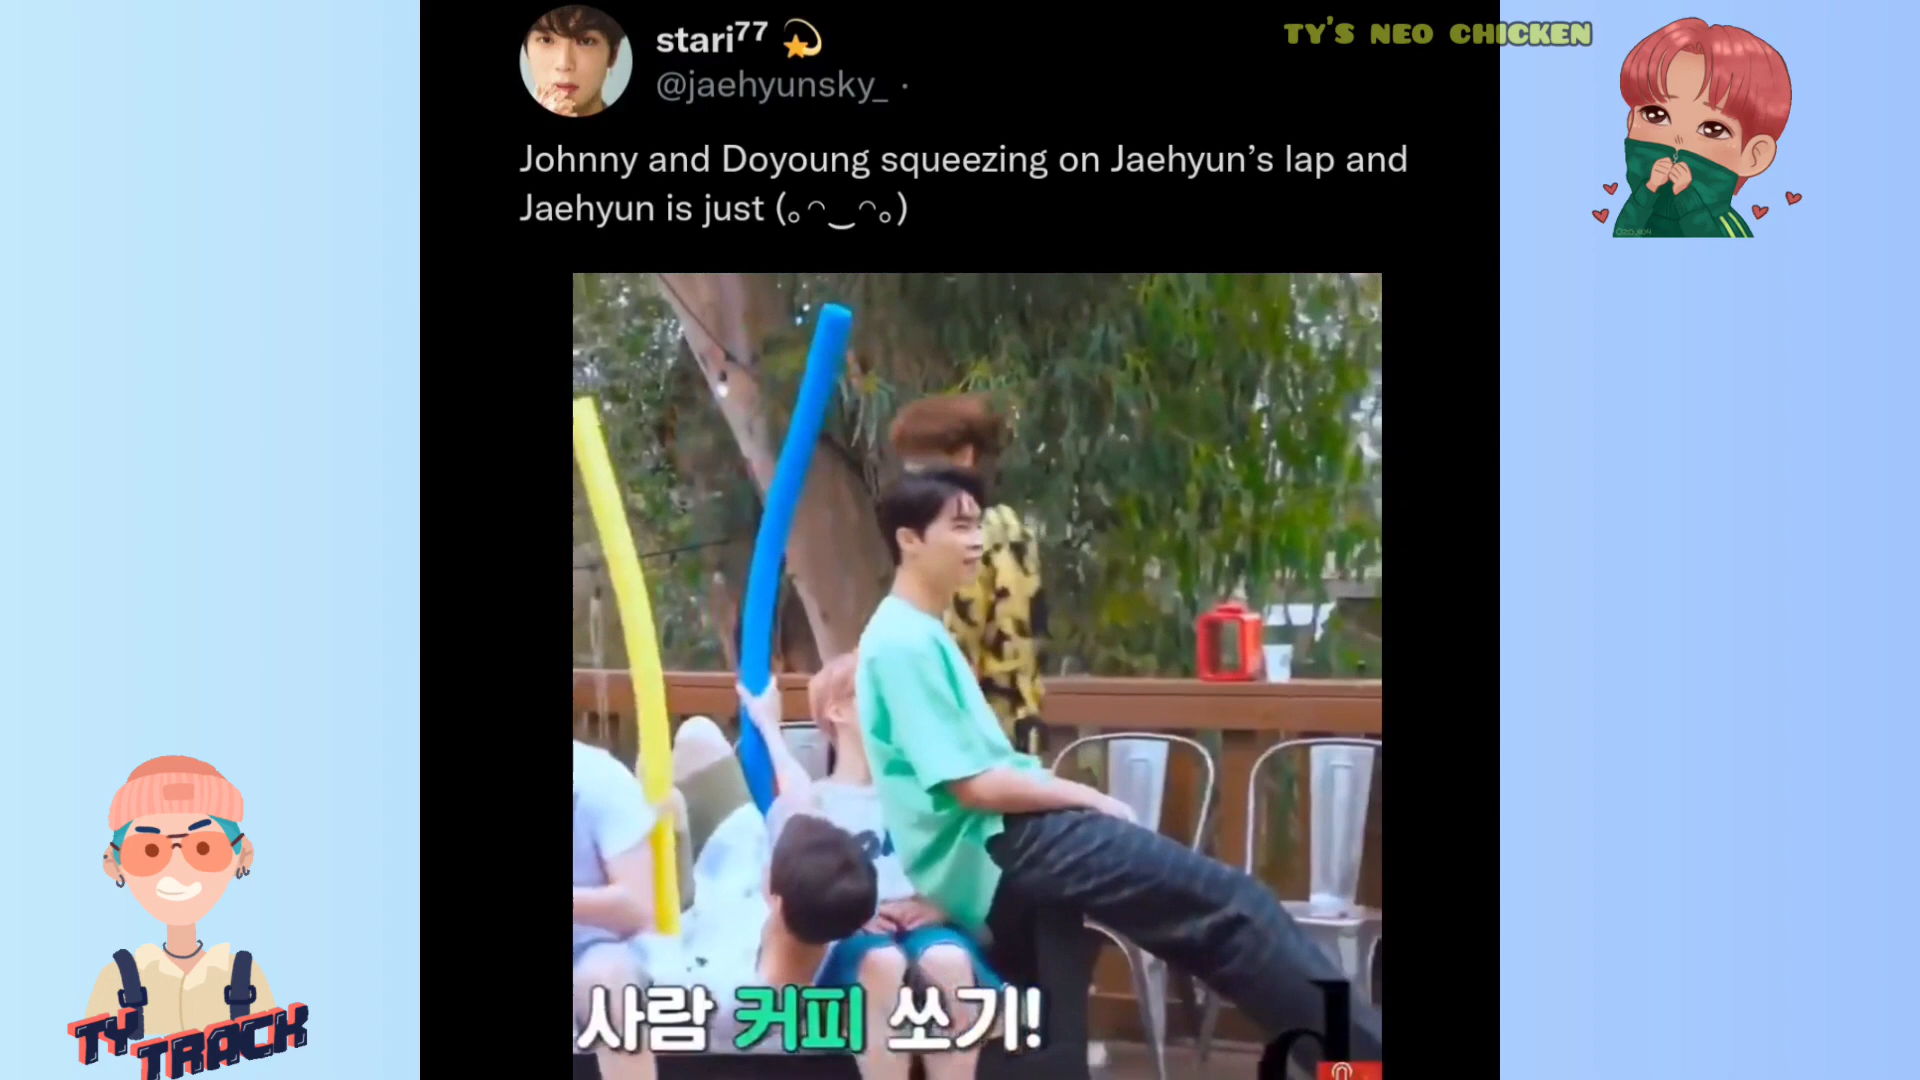 stari⁷⁷ 💫
TY'S NEO CHICKEN
@jaehyunsky_ ·
Johnny and Doyoung squeezing on Jaehyun's lap and
Jaehyun is just (｡◠‿◠｡)
사람 커피 쏘기!
d
TY
TRACK